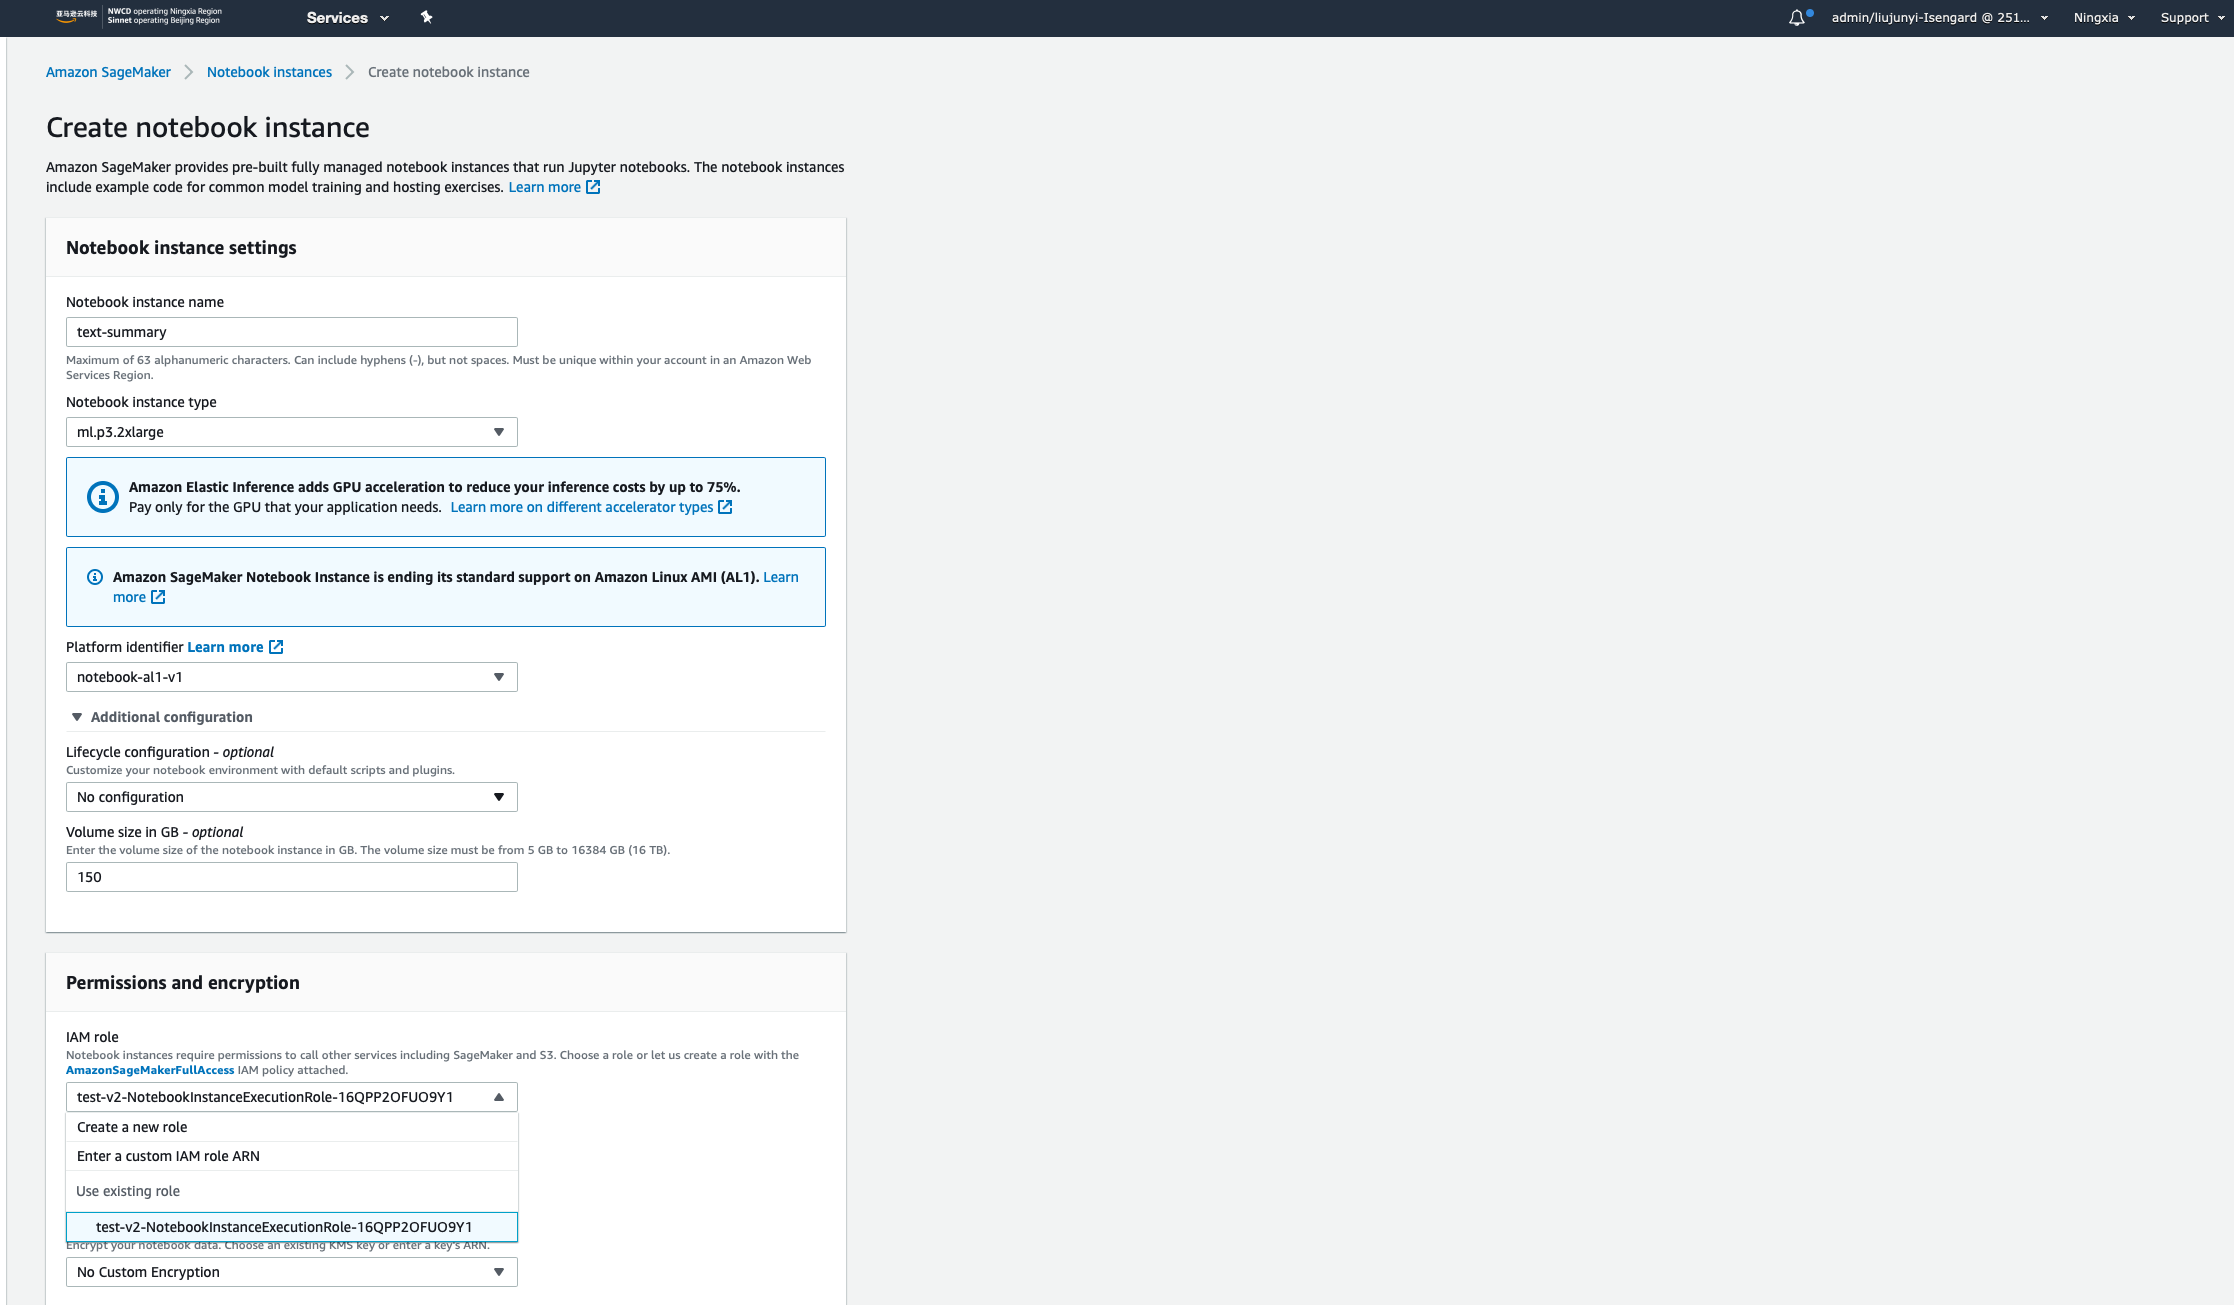 亚马逊云科技
NWCD operating Ningxia Region
Sinnet operating Beijing Region
Services
admin/liujunyi-Isengard @ 251...
Ningxia
Support
Amazon SageMaker
Notebook instances
Create notebook instance
Create notebook instance
Amazon SageMaker provides pre-built fully managed notebook instances that run Jupyter notebooks. The notebook instances
include example code for common model training and hosting exercises. Learn more
Notebook instance settings
Notebook instance name
text-summary
Maximum of 63 alphanumeric characters. Can include hyphens (-), but not spaces. Must be unique within your account in an Amazon Web
Services Region.
Notebook instance type
ml.p3.2xlarge
Amazon Elastic Inference adds GPU acceleration to reduce your inference costs by up to 75%.
Pay only for the GPU that your application needs. Learn more on different accelerator types
Amazon SageMaker Notebook Instance is ending its standard support on Amazon Linux AMI (AL1). Learn
more
Platform identifier Learn more
notebook-al1-v1
Additional configuration
Lifecycle configuration - optional
Customize your notebook environment with default scripts and plugins.
No configuration
Volume size in GB - optional
Enter the volume size of the notebook instance in GB. The volume size must be from 5 GB to 16384 GB (16 TB).
150
Permissions and encryption
IAM role
Notebook instances require permissions to call other services including SageMaker and S3. Choose a role or let us create a role with the
AmazonSageMakerFullAccess IAM policy attached.
test-v2-NotebookInstanceExecutionRole-16QPP2OFUO9Y1
Create a new role
Enter a custom IAM role ARN
Use existing role
test-v2-NotebookInstanceExecutionRole-16QPP2OFUO9Y1
Encrypt your notebook data. Choose an existing KMS key or enter a key's ARN.
No Custom Encryption